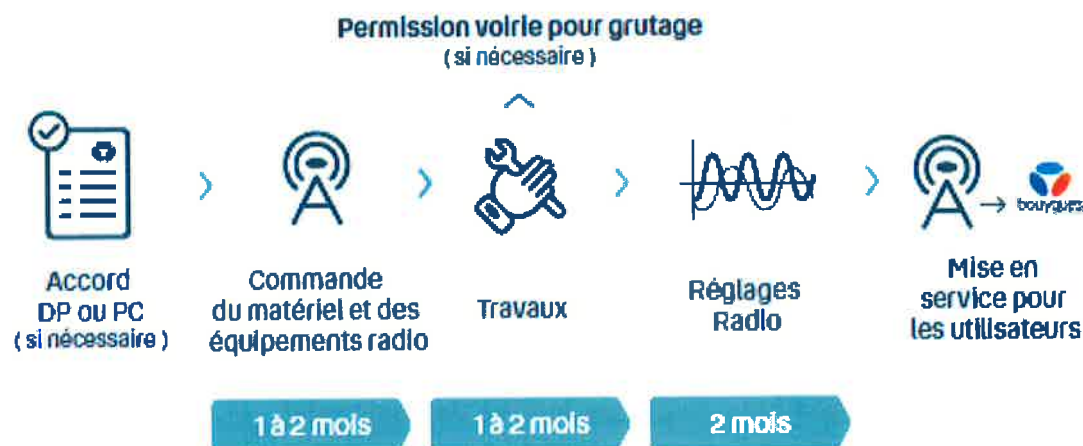 Permission voirie pour grutage
( si nécessaire )
bouygues
Accord
DP ou PC
( si nécessaire )
Commande
du matériel et des
équipements radio
Travaux
Réglages
Radio
Mise en
service pour
les utilisateurs
1 à 2 mois
1 à 2 mois
2 mois